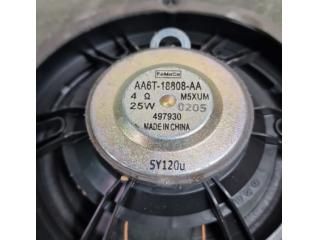 FoMoCo
AA6T-18808-AA
4 Ω M5XUM
25W 0205
497930
MADE IN CHINA
5Y120u